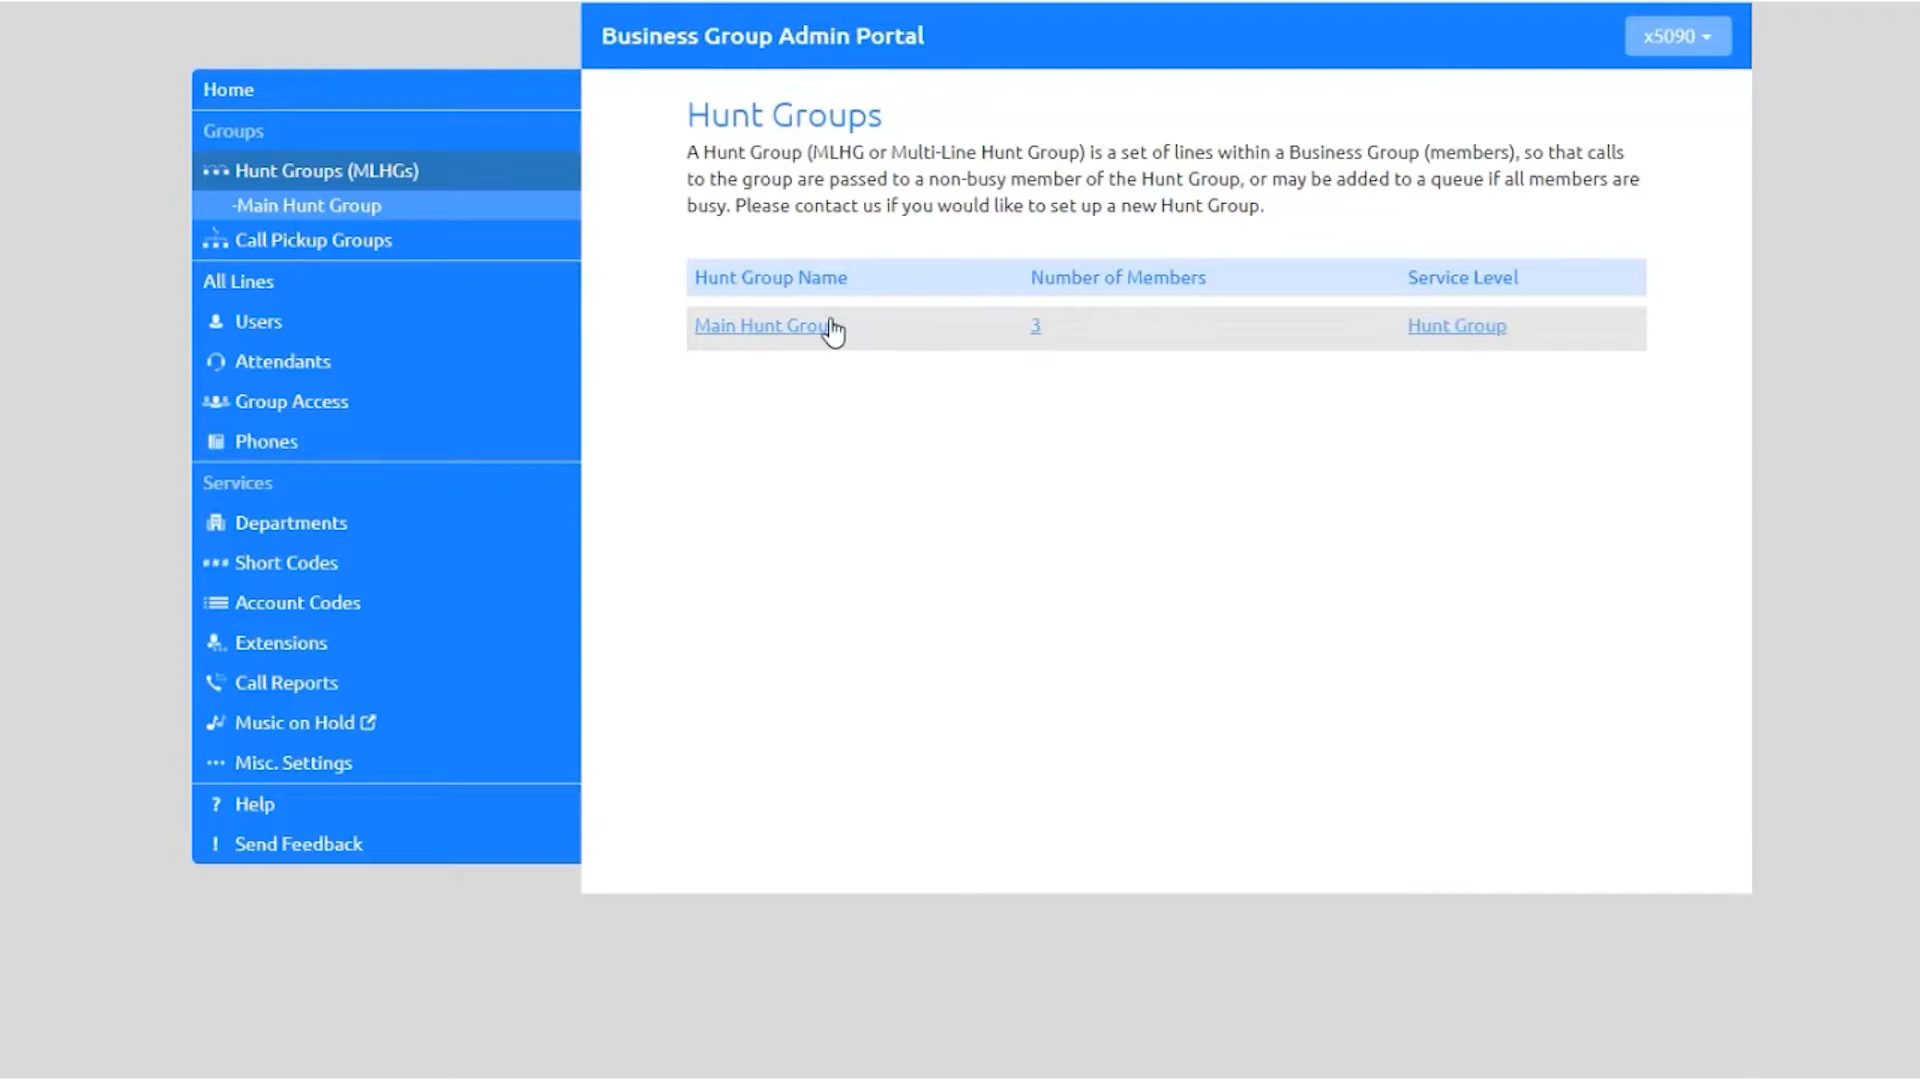 Business Group Admin Portal
x5090
Home
Groups
Hunt Groups (MLHGs)
-Main Hunt Group
Call Pickup Groups
All Lines
Users
Attendants
Group Access
Phones
Services
Departments
Short Codes
Account Codes
Extensions
Call Reports
Music on Hold
Misc. Settings
? Help
! Send Feedback
Hunt Groups
A Hunt Group (MLHG or Multi-Line Hunt Group) is a set of lines within a Business Group (members), so that calls
to the group are passed to a non-busy member of the Hunt Group, or may be added to a queue if all members are
busy. Please contact us if you would like to set up a new Hunt Group.
Hunt Group Name Number of Members Service Level
Main Hunt Group 3 Hunt Group